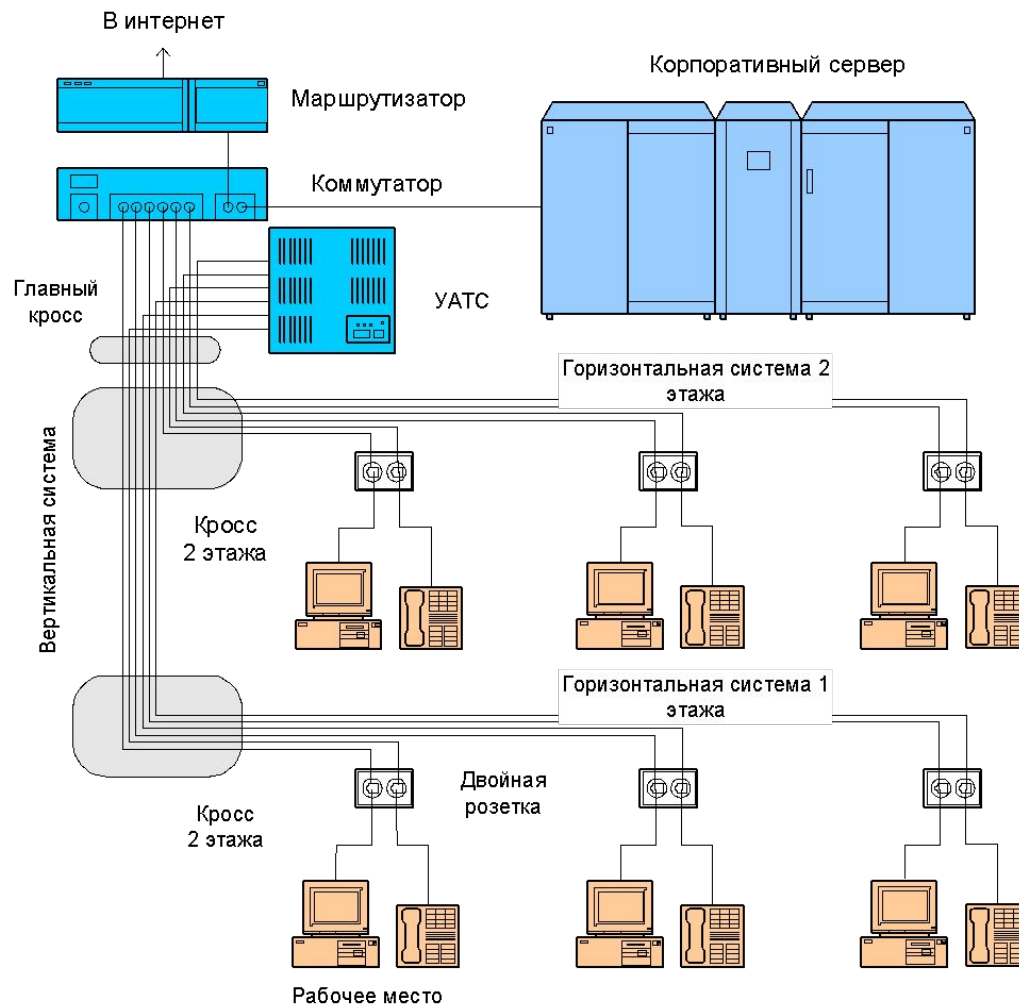 В интернет
Маршрутизатор
Корпоративный сервер
Коммутатор
Главный
кросс
УАТС
Горизонтальная система 2
этажа
Вертикальная система
Кросс
2 этажа
Горизонтальная система 1
этажа
Двойная
розетка
Кросс
2 этажа
Рабочее место